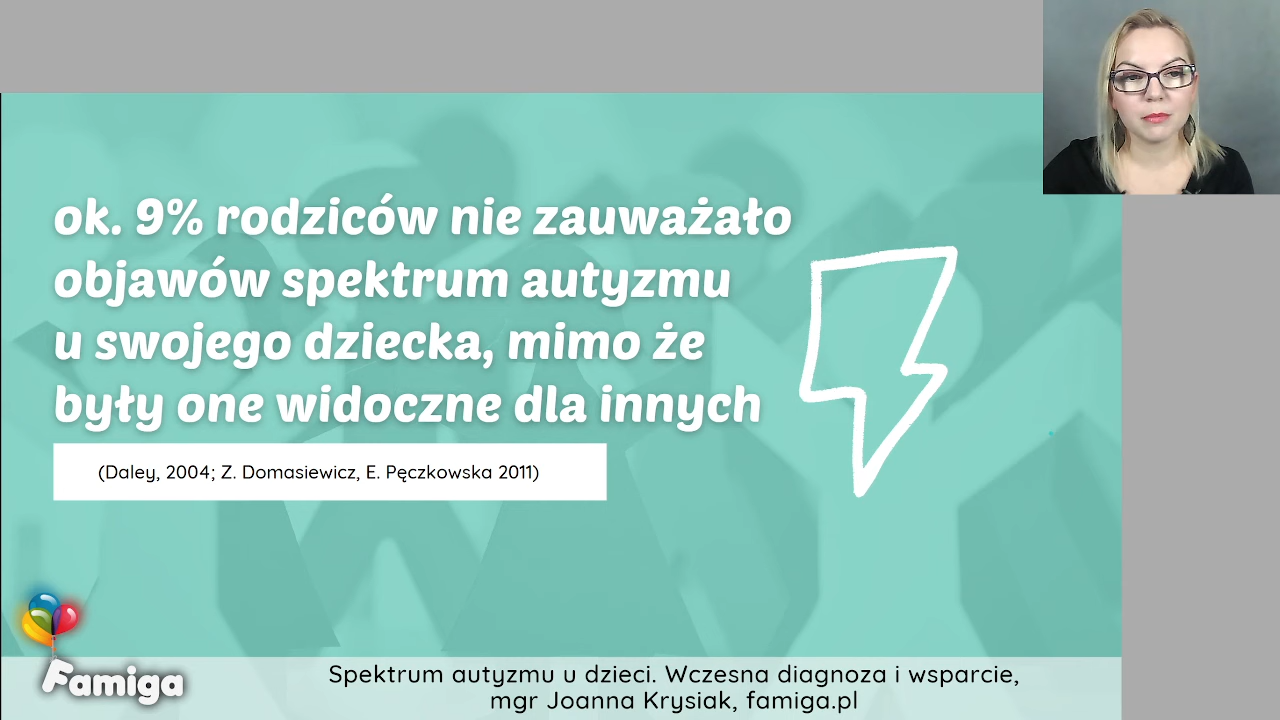 ok. 9% rodziców nie zauważało
objawów spektrum autyzmu
u swojego dziecka, mimo że
były one widoczne dla innych
(Daley, 2004; Z. Domasiewicz, E. Pęczkowska 2011)
Famiga
Spektrum autyzmu u dzieci. Wczesna diagnoza i wsparcie,
mgr Joanna Krysiak, famiga.pl